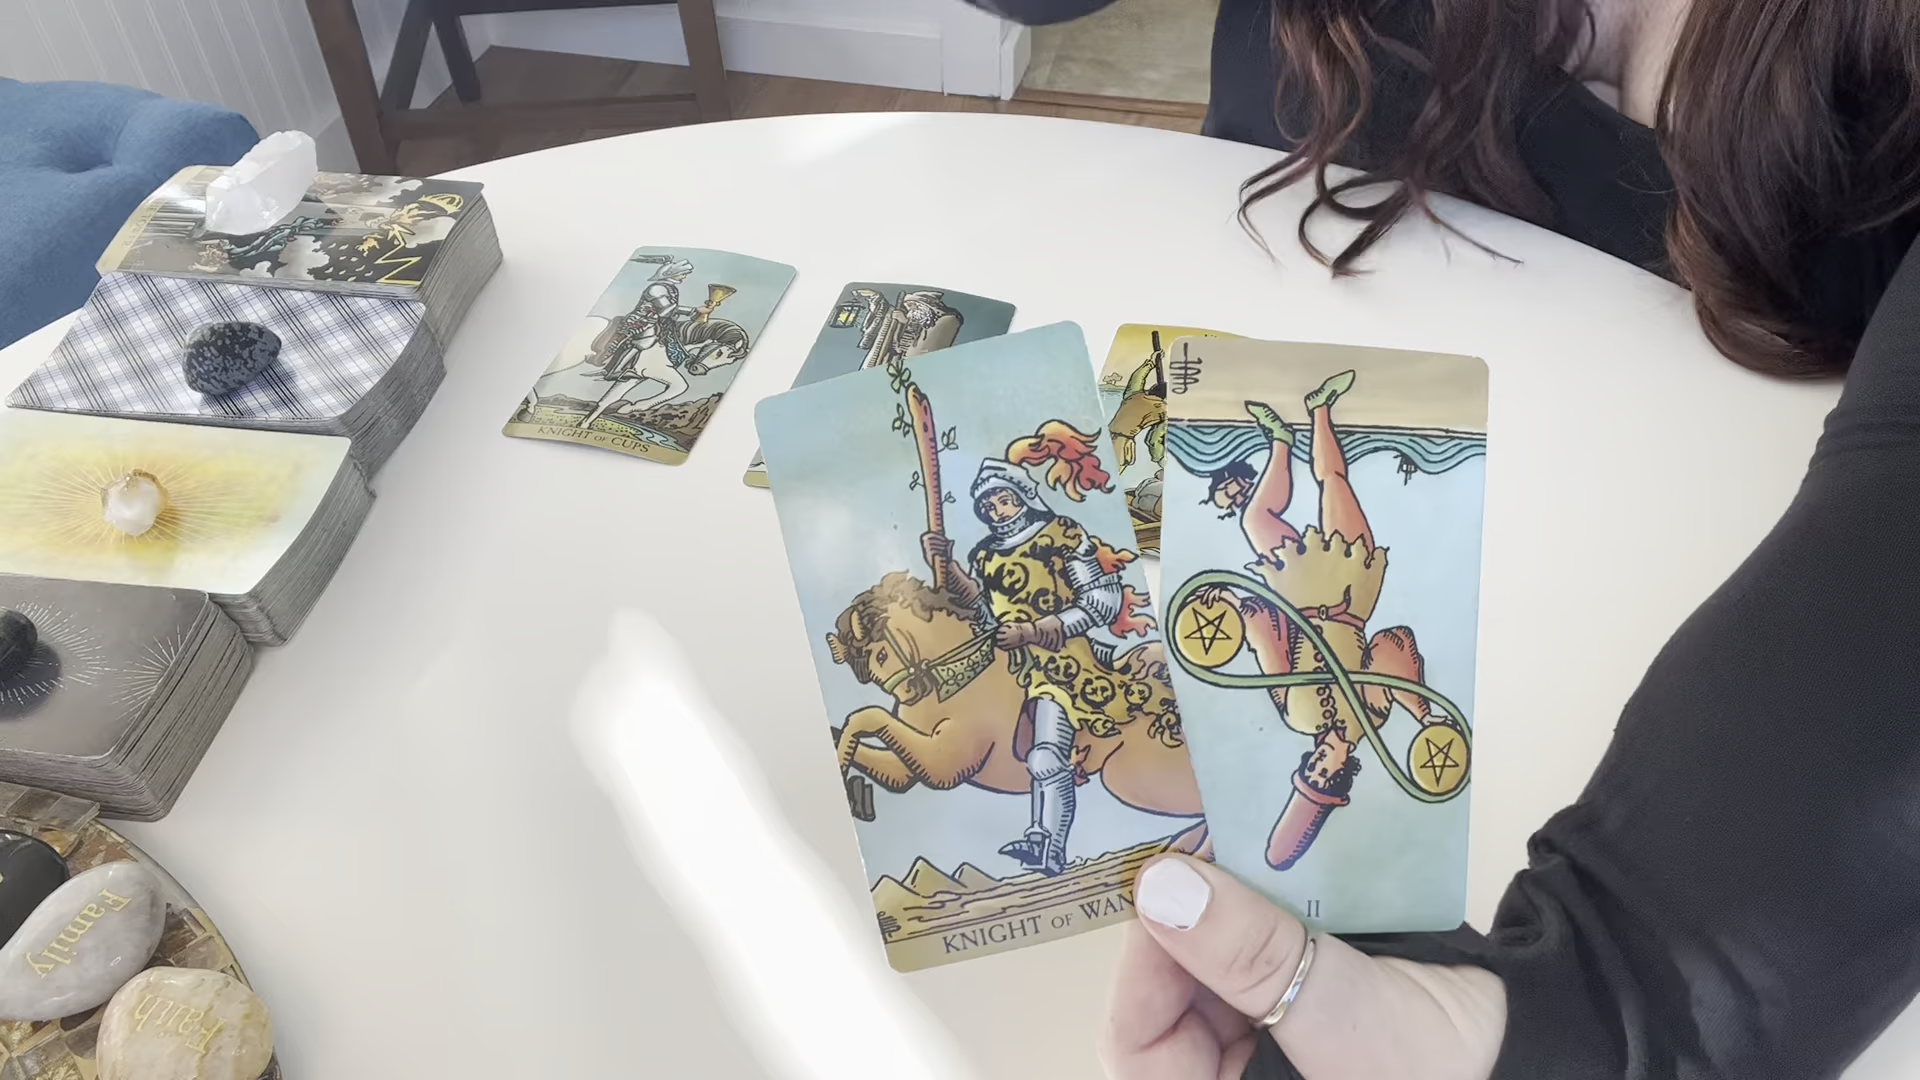 KNIGHT OF CUPS
KNIGHT OF WAN
II
Family
Faith